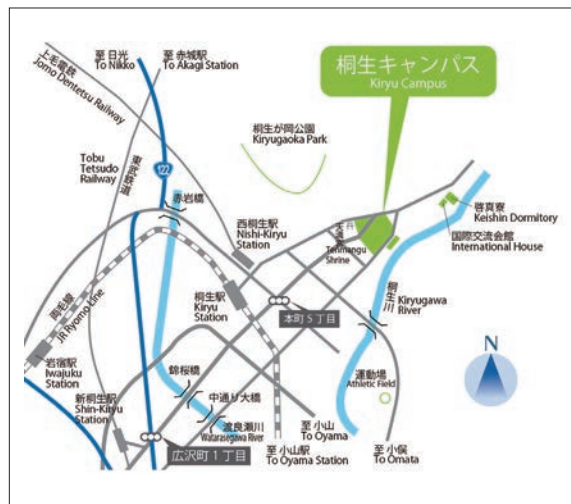 上毛電鉄
Jomo Dentetsu Railway
至 日光
To Nikko
至 赤城駅
To Akagi Station
桐生キャンパス
Kiryu Campus
桐生が岡公園
Kiryugaoka Park
Tobu
Tetsudo
Railway
東武鉄道
122
赤岩橋
西桐生駅
Nishi-Kiryu
Station
天満宮
Tenmangu
Shrine
啓真寮
Keishin Dormitory
国際交流会館
International House
両毛線
JR Ryomo Line
桐生駅
Kiryu
Station
本町5丁目
桐生川
Kiryugawa
River
岩宿駅
Iwajuku
Station
新桐生駅
Shin-Kiryu
Station
錦桜橋
中通り大橋
渡良瀬川
Watarasegawa River
運動場
Athletic Field
N
広沢町1丁目
至 小山
To Oyama
至 小山駅
To Oyama Station
至 小俣
To Omata